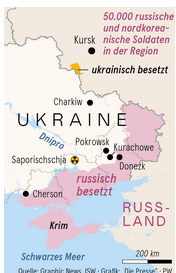 50.000 russische
und nordkorea-
nische Soldaten
in der Region
Kursk
ukrainisch besetzt
Charkiw
UKRAINE
Dnipro
Pokrowsk
Kurachowe
Saporischschja
Donezk
russisch
besetzt
Cherson
RUSS-
LAND
Krim
200 km
Schwarzes Meer
Quelle: Graphic News, ISW · Grafik: „Die Presse“ · PW